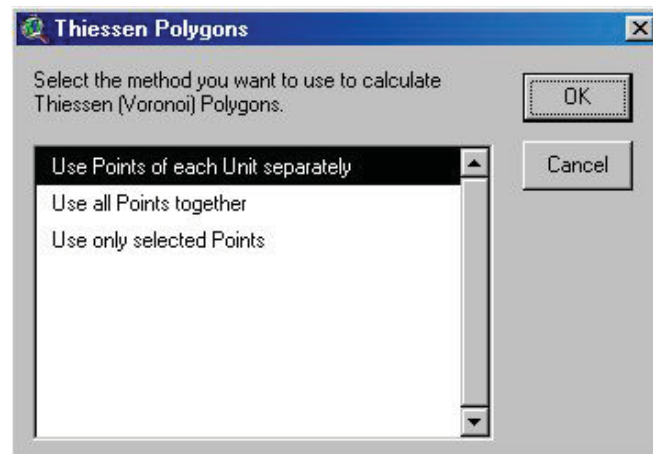 Thiessen Polygons
Select the method you want to use to calculate
Thiessen (Voronoi) Polygons.
OK
Cancel
Use Points of each Unit separately
Use all Points together
Use only selected Points